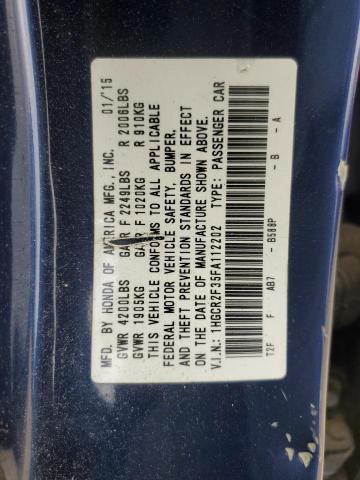 MFD. BY HONDA OF AMERICA MFG., INC. 01/'15
GVWR 4200LBS GAWR F 2249LBS R 2006LBS
GVWR 1905KG GAWR F 1020KG R 910KG
THIS VEHICLE CONFORMS TO ALL APPLICABLE
FEDERAL MOTOR VEHICLE SAFETY, BUMPER,
AND THEFT PREVENTION STANDARDS IN EFFECT
ON THE DATE OF MANUFACTURE SHOWN ABOVE.
V.I.N.: 1HGCR2F35FA112202 TYPE: PASSENGER CAR
T2F F AB7 - B588P - B - A